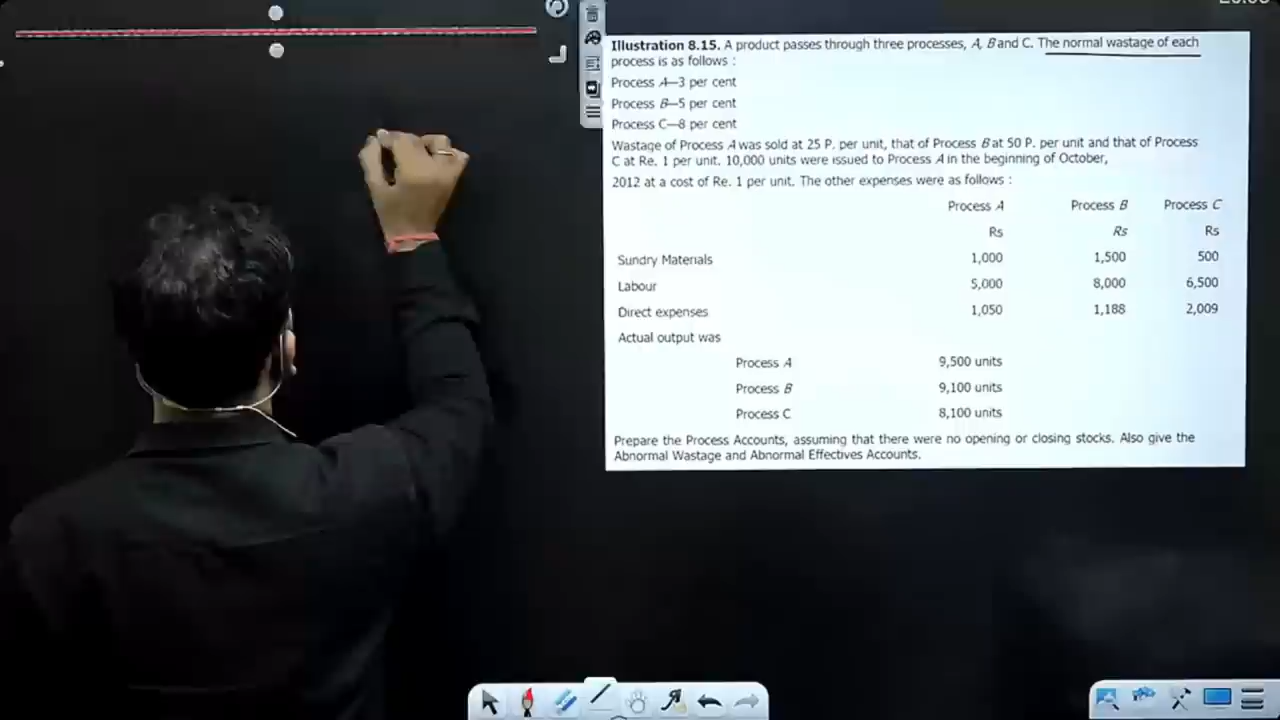 Illustration 8.15. A product passes through three processes, A, B and C. The normal wastage of each
process is as follows :
Process A—3 per cent
Process B—5 per cent
Process C—8 per cent
Wastage of Process A was sold at 25 P. per unit, that of Process B at 50 P. per unit and that of Process
C at Re. 1 per unit. 10,000 units were issued to Process A in the beginning of October,
2012 at a cost of Re. 1 per unit. The other expenses were as follows :
Process A Process B Process C
Rs Rs Rs
Sundry Materials 1,000 1,500 500
Labour 5,000 8,000 6,500
Direct expenses 1,050 1,188 2,009
Actual output was
Process A 9,500 units
Process B 9,100 units
Process C 8,100 units
Prepare the Process Accounts, assuming that there were no opening or closing stocks. Also give the
Abnormal Wastage and Abnormal Effectives Accounts.